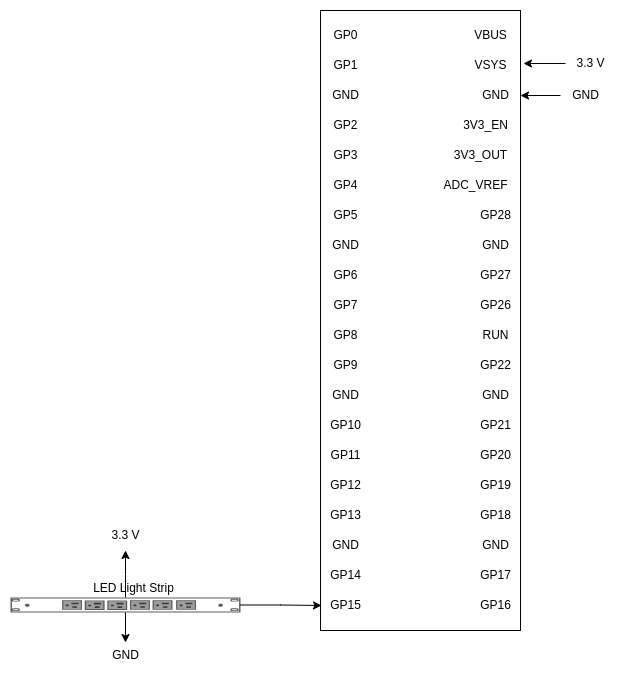 GP0 VBUS
GP1 VSYS 3.3 V
GND GND GND
GP2 3V3_EN
GP3 3V3_OUT
GP4 ADC_VREF
GP5 GP28
GND GND
GP6 GP27
GP7 GP26
GP8 RUN
GP9 GP22
GND GND
GP10 GP21
GP11 GP20
GP12 GP19
GP13 GP18
3.3 V
GND GND
GP14 GP17
LED Light Strip
GP15 GP16
GND